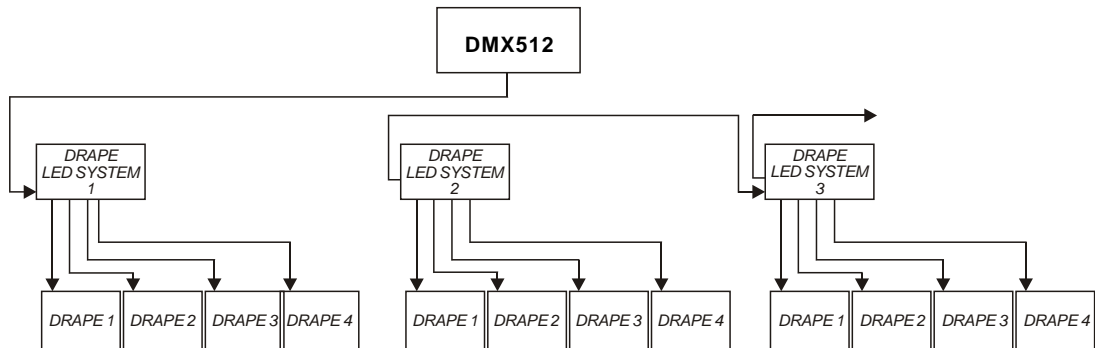 DMX512
DRAPE
LED SYSTEM
1
DRAPE
LED SYSTEM
2
DRAPE
LED SYSTEM
3
DRAPE 1
DRAPE 2
DRAPE 3
DRAPE 4
DRAPE 1
DRAPE 2
DRAPE 3
DRAPE 4
DRAPE 1
DRAPE 2
DRAPE 3
DRAPE 4